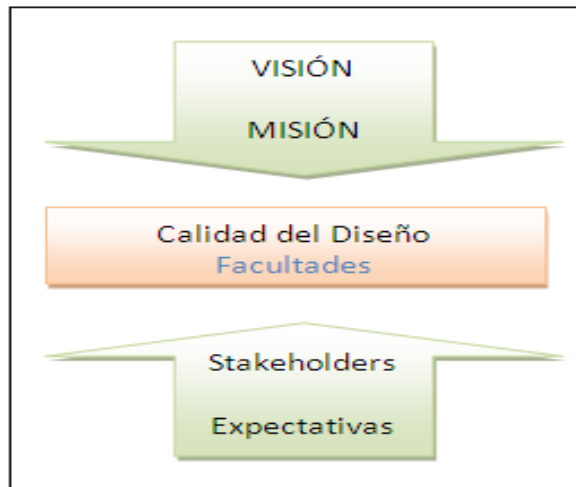 VISIÓN
MISIÓN
Calidad del Diseño
Facultades
Stakeholders
Expectativas